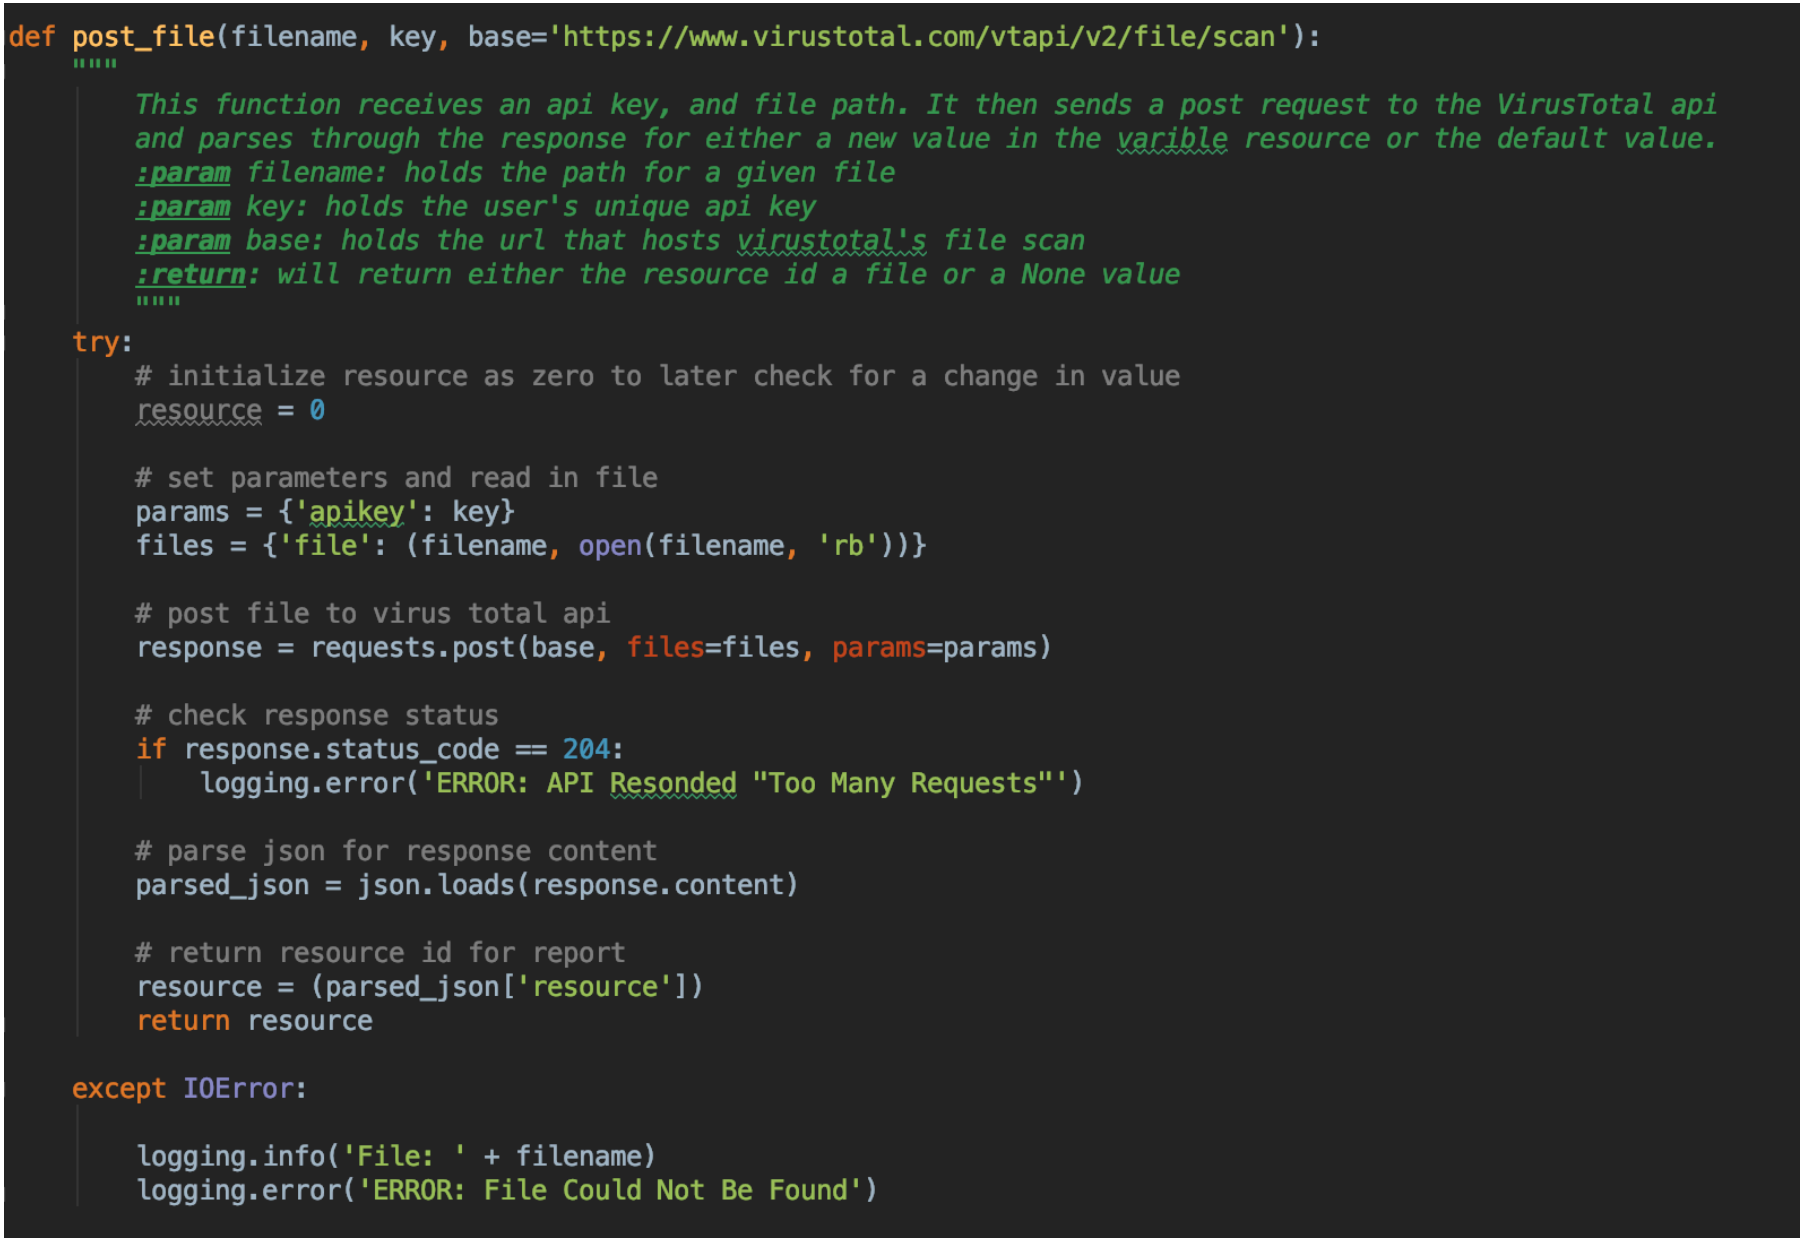 def post_file(filename, key, base='https://www.virustotal.com/vtapi/v2/file/scan'):
    """
        This function receives an api key, and file path. It then sends a post request to the VirusTotal api
        and parses through the response for either a new value in the varible resource or the default value.
        :param filename: holds the path for a given file
        :param key: holds the user's unique api key
        :param base: holds the url that hosts virustotal's file scan
        :return: will return either the resource id a file or a None value
        """
    try:
        # initialize resource as zero to later check for a change in value
        resource = 0

        # set parameters and read in file
        params = {'apikey': key}
        files = {'file': (filename, open(filename, 'rb'))}

        # post file to virus total api
        response = requests.post(base, files=files, params=params)

        # check response status
        if response.status_code == 204:
            logging.error('ERROR: API Resonded "Too Many Requests"')

        # parse json for response content
        parsed_json = json.loads(response.content)

        # return resource id for report
        resource = (parsed_json['resource'])
        return resource

    except IOError:

        logging.info('File: ' + filename)
        logging.error('ERROR: File Could Not Be Found')